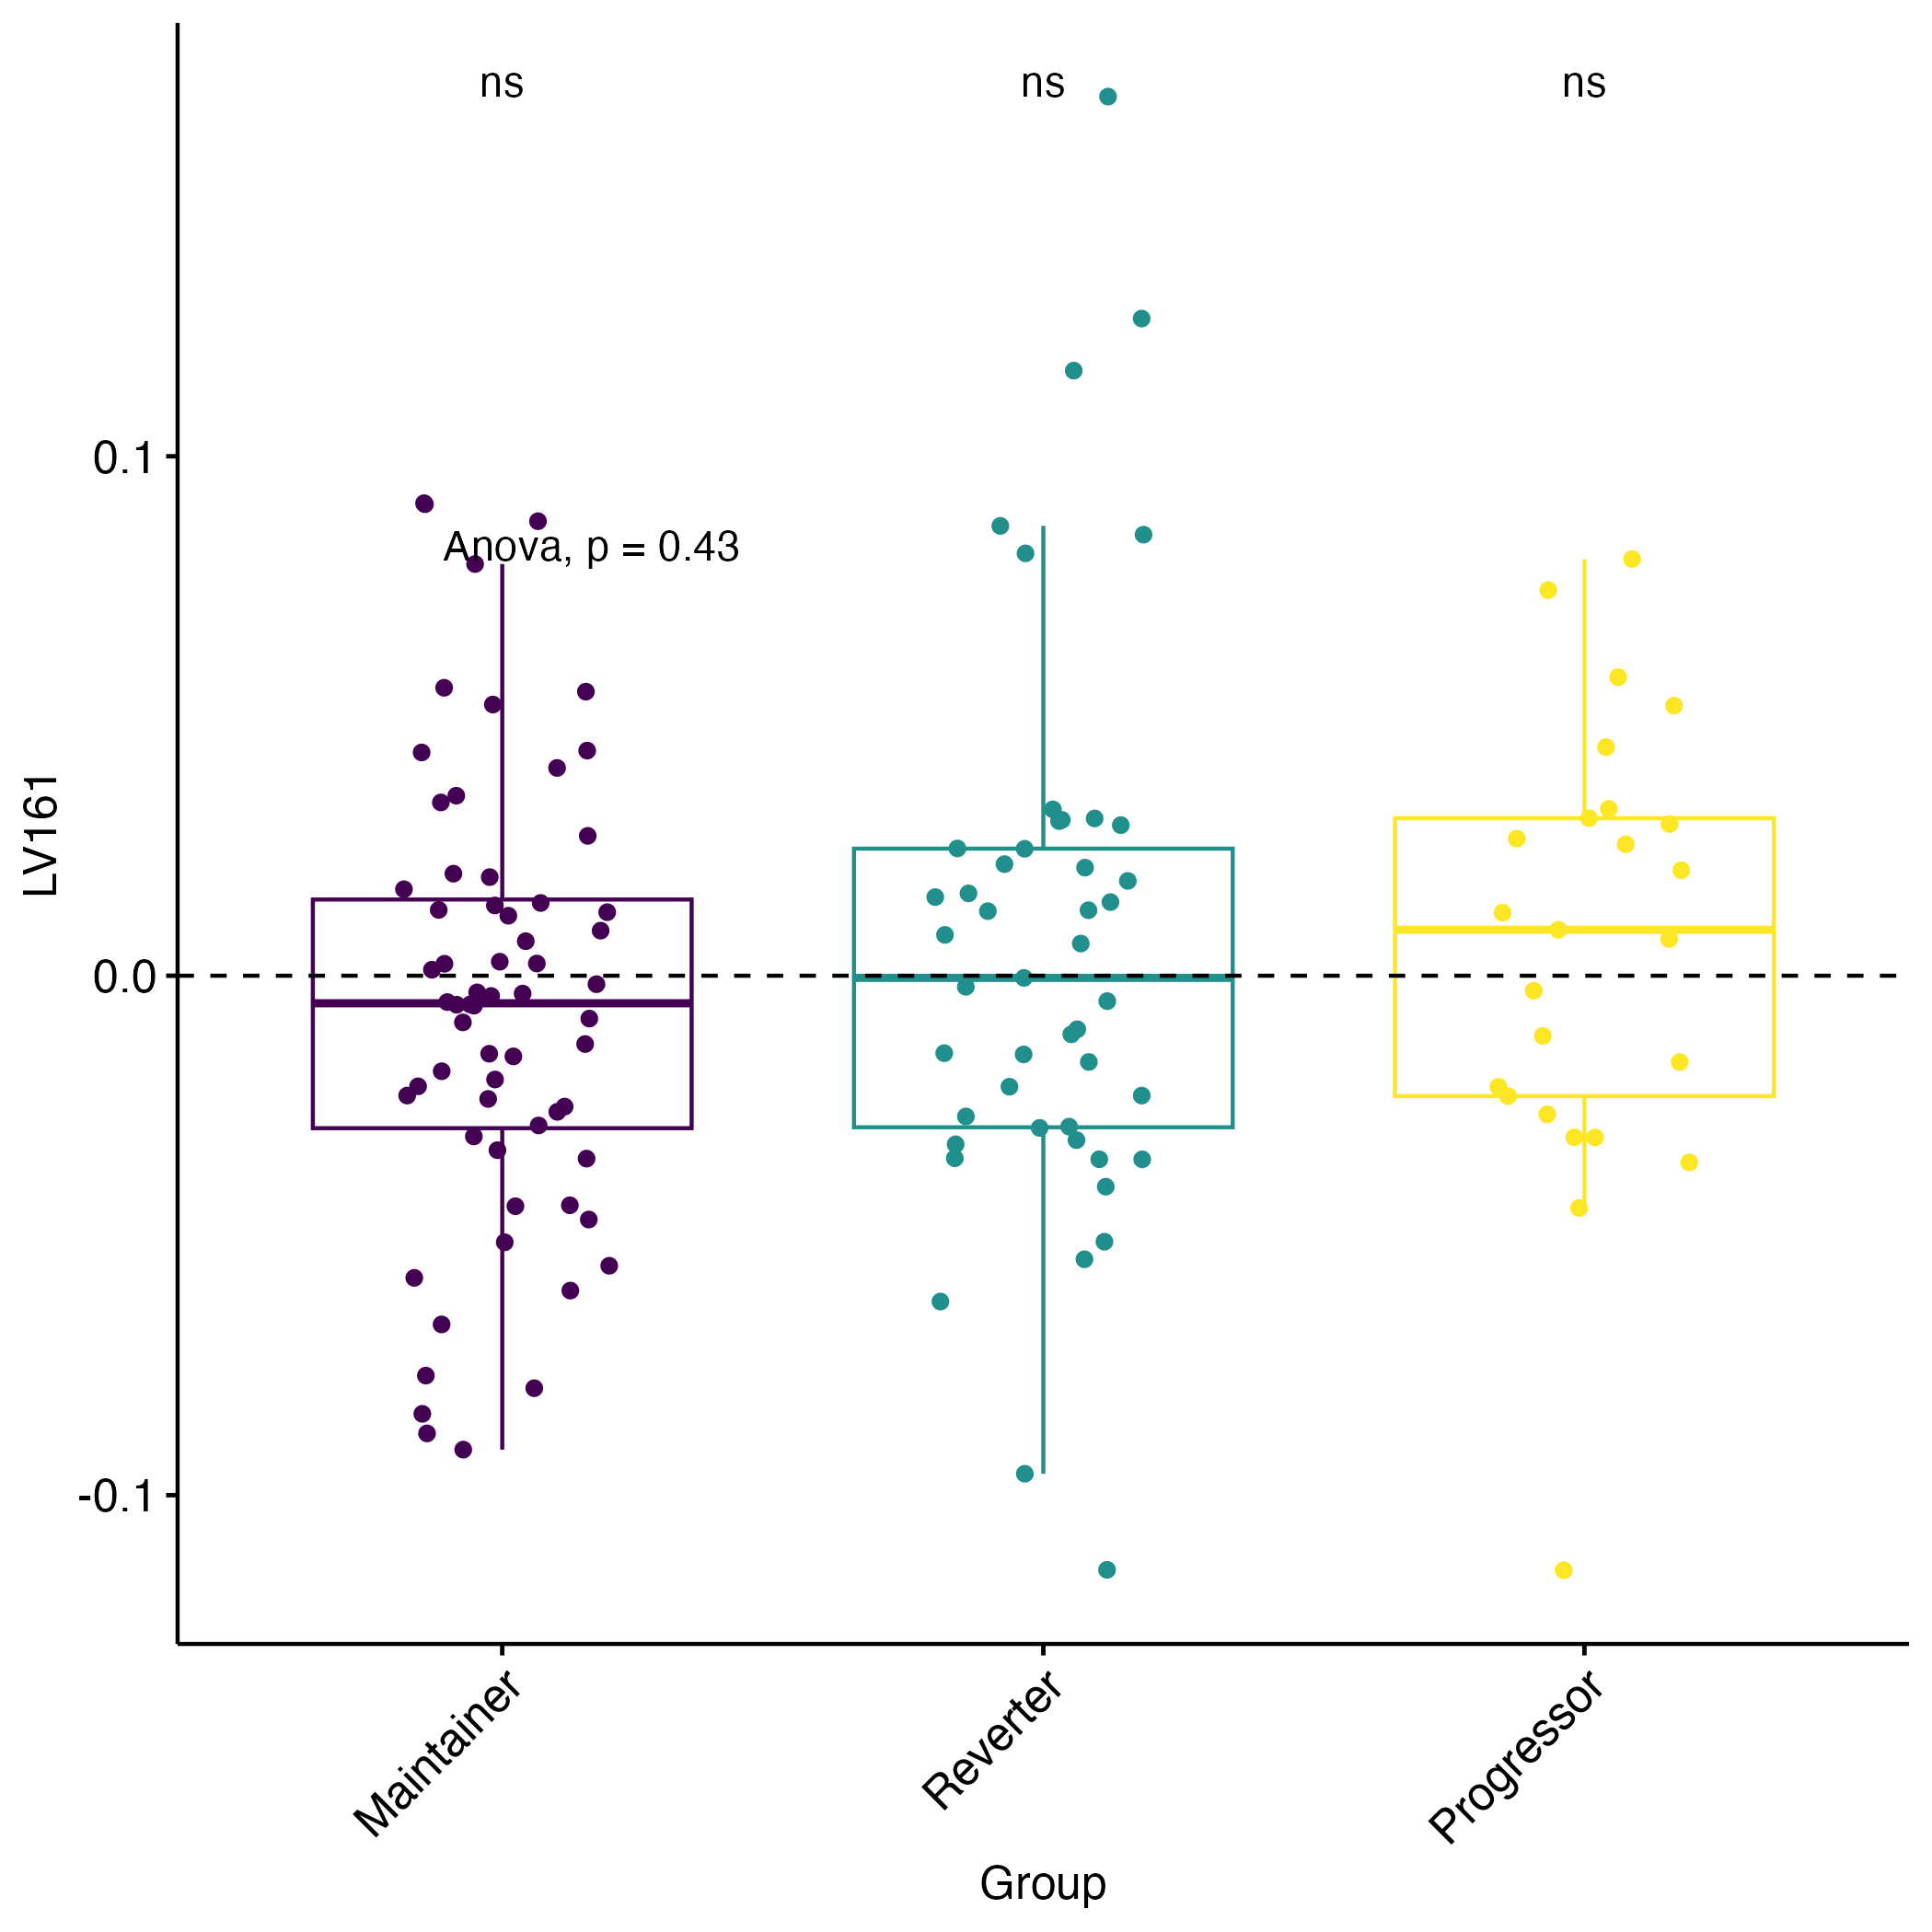 ns ns ns
0.1
Anova, p = 0.43
LV161
0.0
-0.1
Maintainer Reverter Progressor
Group